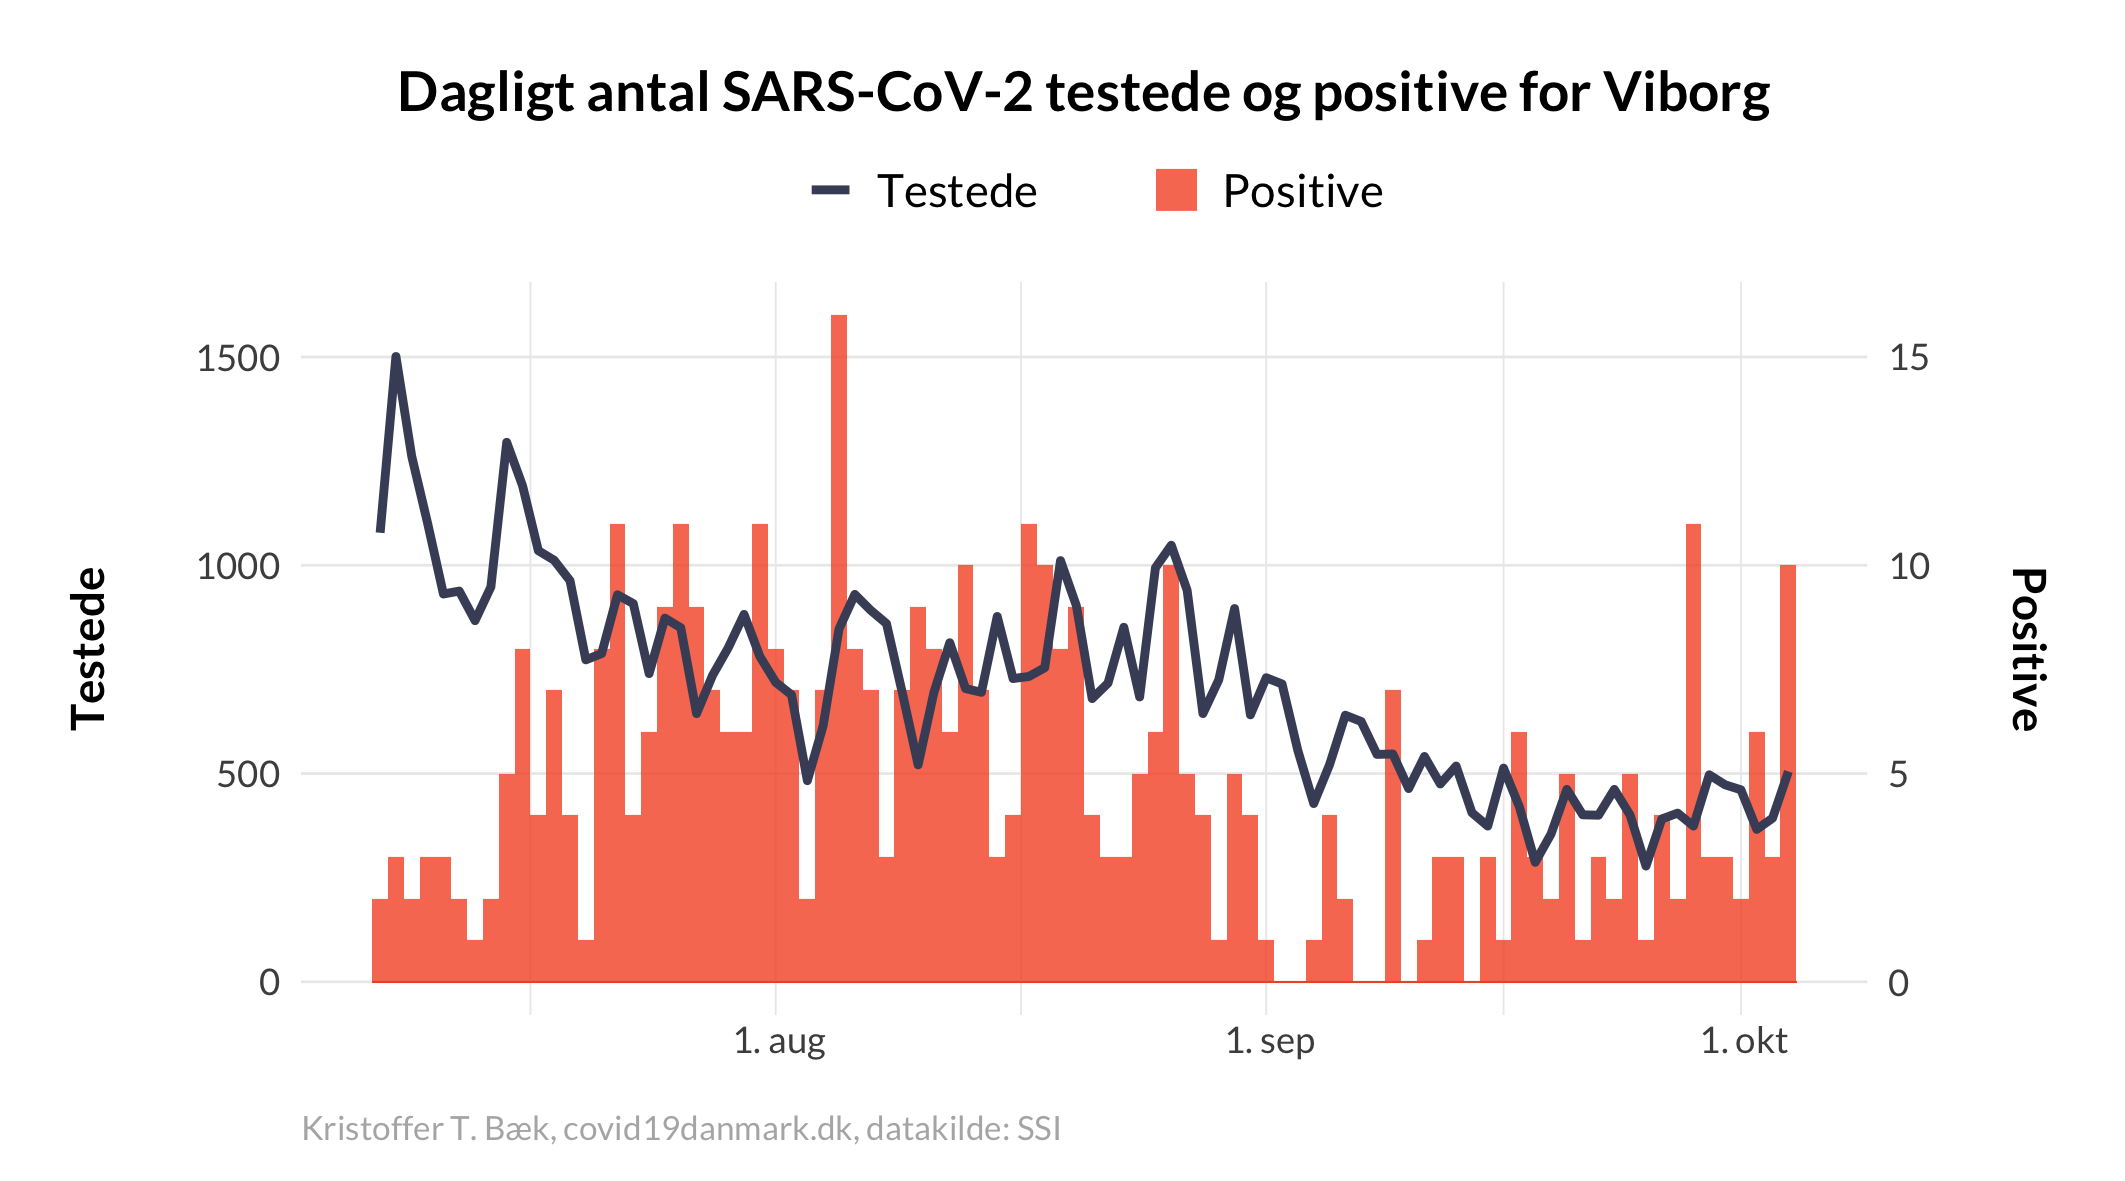 Dagligt antal SARS-CoV-2 testede og positive for Viborg
Testede Positive
1500 15
1000 10
Testede
Positive
500 5
0 0
1. aug 1. sep 1. okt
Kristoffer T. Bæk, covid19danmark.dk, datakilde: SSI